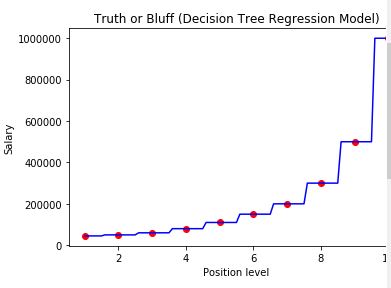 Truth or Bluff (Decision Tree Regression Model)
1000000
800000
600000
400000
200000
0
Salary
2 4 6 8 1
Position level